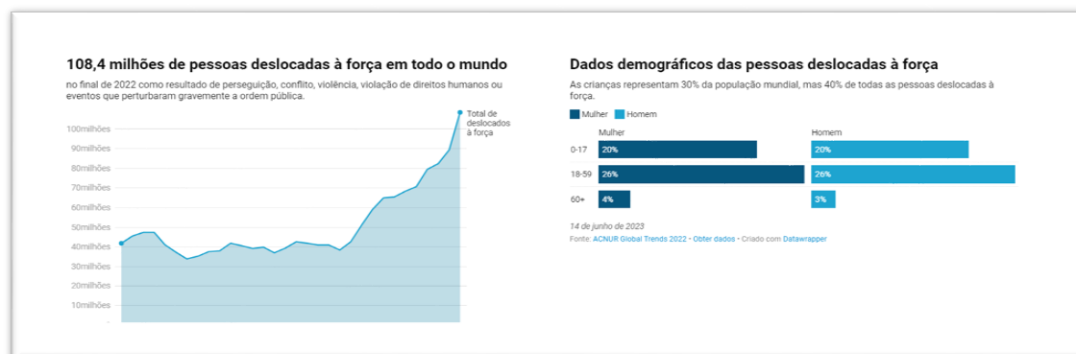 108,4 milhões de pessoas deslocadas à força em todo o mundo
no final de 2022 como resultado de perseguição, conflito, violência, violação de direitos humanos ou
eventos que perturbaram gravemente a ordem pública.
Total de
deslocados
à força
100milhões
90milhões
80milhões
70milhões
60milhões
50milhões
40milhões
30milhões
20milhões
10milhões
Dados demográficos das pessoas deslocadas à força
As crianças representam 30% da população mundial, mas 40% de todas as pessoas deslocadas à
força.
Mulher Homem
Mulher Homem
0-17 20% 20%
18-59 26% 26%
60+ 4% 3%
14 de junho de 2023
Fonte: ACNUR Global Trends 2022 • Obter dados • Criado com Datawrapper